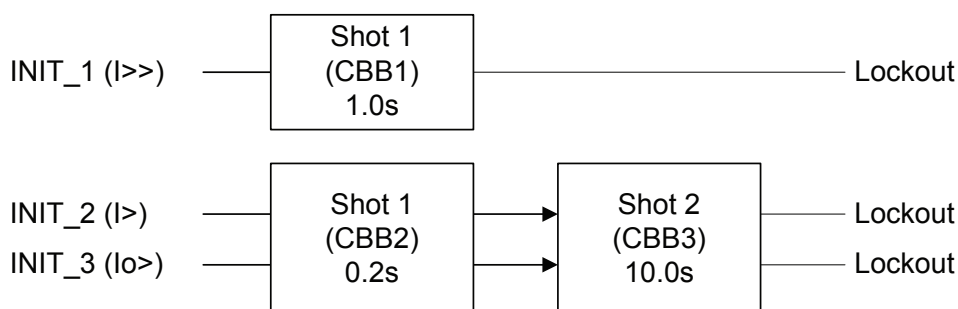 INIT_1 (I>>)
Shot 1
(CBB1)
1.0s
Lockout
INIT_2 (I>)
INIT_3 (Io>)
Shot 1
(CBB2)
0.2s
Shot 2
(CBB3)
10.0s
Lockout
Lockout